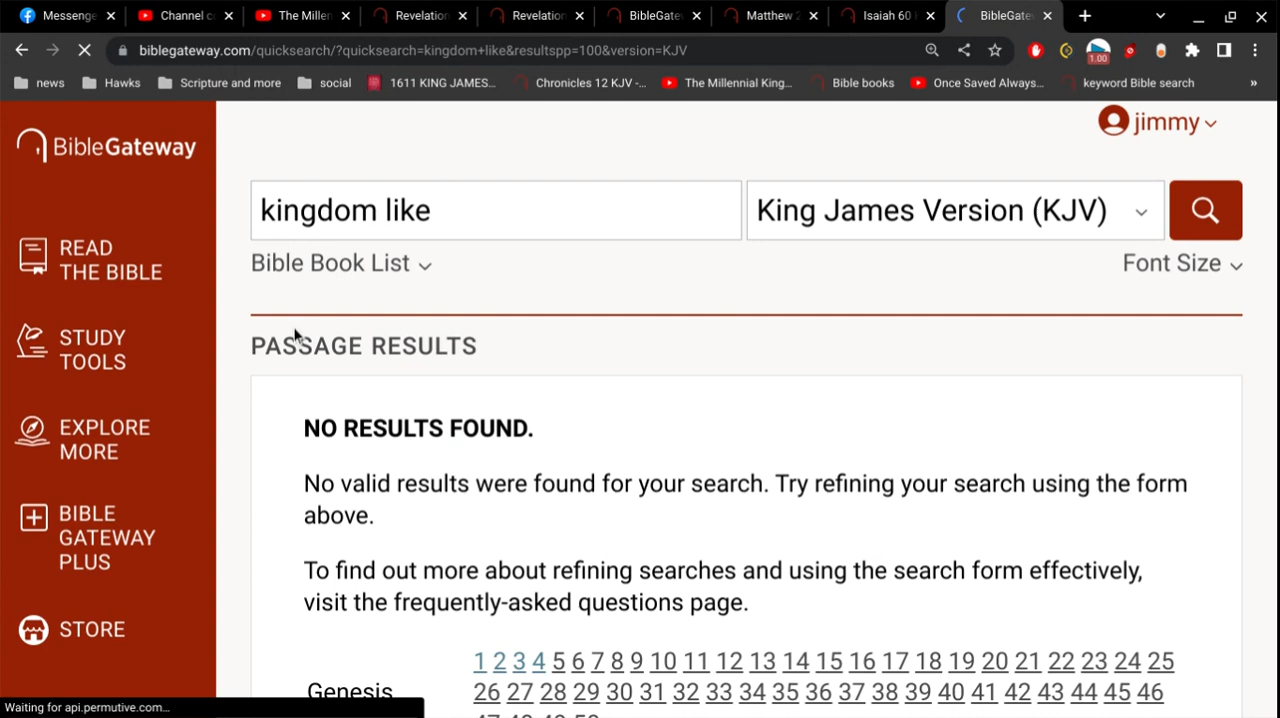 Messenge
Channel c
The Millen
Revelation
Revelation
BibleGate
Matthew 2
Isaiah 60
BibleGate
biblegateway.com/quicksearch/?quicksearch=kingdom+like&resultspp=100&version=KJV
1.00
news
Hawks
Scripture and more
social
1611 KING JAMES...
Chronicles 12 KJV -...
The Millennial King...
Bible books
Once Saved Always...
keyword Bible search
»
BibleGateway
jimmy
kingdom like
King James Version (KJV)
Bible Book List
Font Size
READ
THE BIBLE
STUDY
TOOLS
EXPLORE
MORE
BIBLE
GATEWAY
PLUS
STORE
PASSAGE RESULTS
NO RESULTS FOUND.
No valid results were found for your search. Try refining your search using the form
above.
To find out more about refining searches and using the search form effectively,
visit the frequently-asked questions page.
Genesis
1 2 3 4 5 6 7 8 9 10 11 12 13 14 15 16 17 18 19 20 21 22 23 24 25
26 27 28 29 30 31 32 33 34 35 36 37 38 39 40 41 42 43 44 45 46
47 48 49 50
Waiting for api.permutive.com...